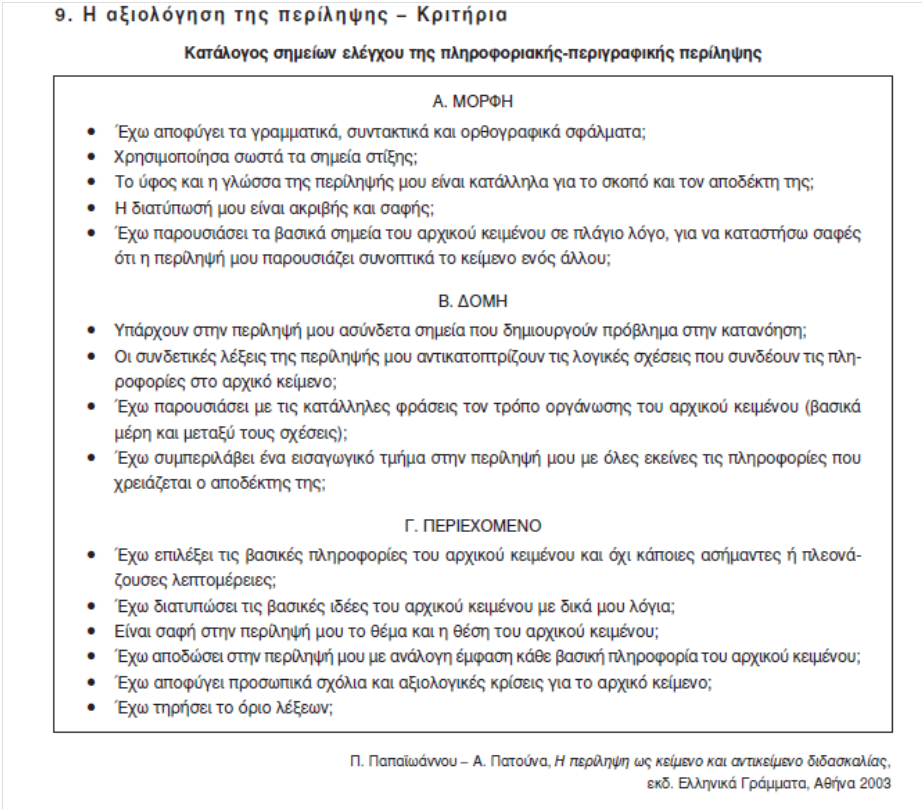 9. Η αξιολόγηση της περίληψης – Κριτήρια
Κατάλογος σημείων ελέγχου της πληροφοριακής-περιγραφικής περίληψης
Α. ΜΟΡΦΗ
• Έχω αποφύγει τα γραμματικά, συντακτικά και ορθογραφικά σφάλματα;
• Χρησιμοποίησα σωστά τα σημεία στίξης;
• Το ύφος και η γλώσσα της περίληψής μου είναι κατάλληλα για το σκοπό και τον αποδέκτη της;
• Η διατύπωσή μου είναι ακριβής και σαφής;
• Έχω παρουσιάσει τα βασικά σημεία του αρχικού κειμένου σε πλάγιο λόγο, για να καταστήσω σαφές
ότι η περίληψή μου παρουσιάζει συνοπτικά το κείμενο ενός άλλου;
Β. ΔΟΜΗ
• Υπάρχουν στην περίληψή μου ασύνδετα σημεία που δημιουργούν πρόβλημα στην κατανόηση;
• Οι συνδετικές λέξεις της περίληψής μου αντικατοπτρίζουν τις λογικές σχέσεις που συνδέουν τις πλη-
ροφορίες στο αρχικό κείμενο;
• Έχω παρουσιάσει με τις κατάλληλες φράσεις τον τρόπο οργάνωσης του αρχικού κειμένου (βασικά
μέρη και μεταξύ τους σχέσεις);
• Έχω συμπεριλάβει ένα εισαγωγικό τμήμα στην περίληψή μου με όλες εκείνες τις πληροφορίες που
χρειάζεται ο αποδέκτης της;
Γ. ΠΕΡΙΕΧΟΜΕΝΟ
• Έχω επιλέξει τις βασικές πληροφορίες του αρχικού κειμένου και όχι κάποιες ασήμαντες ή πλεονά-
ζουσες λεπτομέρειες;
• Έχω διατυπώσει τις βασικές ιδέες του αρχικού κειμένου με δικά μου λόγια;
• Είναι σαφή στην περίληψή μου το θέμα και η θέση του αρχικού κειμένου;
• Έχω αποδώσει στην περίληψή μου με ανάλογη έμφαση κάθε βασική πληροφορία του αρχικού κειμένου;
• Έχω αποφύγει προσωπικά σχόλια και αξιολογικές κρίσεις για το αρχικό κείμενο;
• Έχω τηρήσει το όριο λέξεων;
Π. Παπαϊωάννου – Α. Πατούνα, Η περίληψη ως κείμενο και αντικείμενο διδασκαλίας,
εκδ. Ελληνικά Γράμματα, Αθήνα 2003